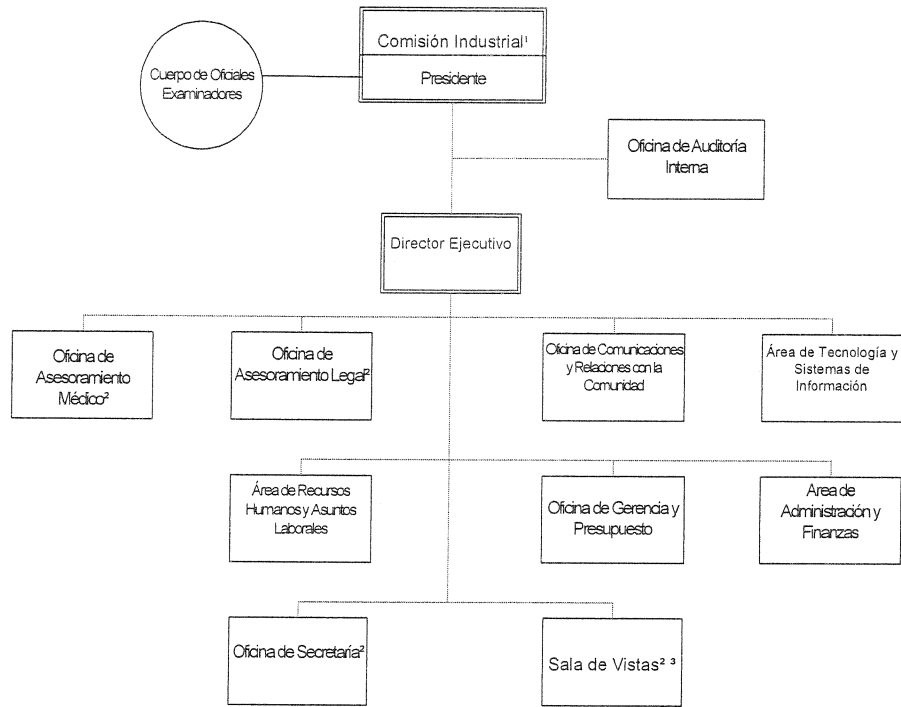 Comisión Industrial¹
Presidente
Cuerpo de Oficiales
Examinadores
Oficina de Auditoría
Interna
Director Ejecutivo
Oficina de
Asesoramiento
Médico²
Oficina de
Asesoramiento Legal²
Oficina de Comunicaciones
y Relaciones con la
Comunidad
Área de Tecnología y
Sistemas de
Información
Área de Recursos
Humanos y Asuntos
Laborales
Oficina de Gerencia y
Presupuesto
Area de
Administración y
Finanzas
Oficina de Secretaría²
Sala de Vistas² ³